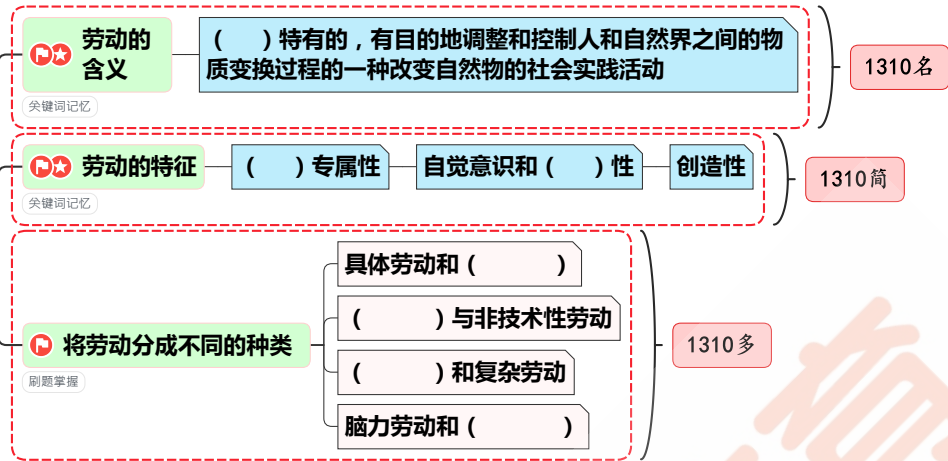 劳动的
含义
（    ）特有的，有目的地调整和控制人和自然界之间的物
质变换过程的一种改变自然物的社会实践活动
1310名
关键词记忆
劳动的特征
（    ）专属性
自觉意识和（    ）性
创造性
1310简
关键词记忆
具体劳动和（        ）
（        ）与非技术性劳动
将劳动分成不同的种类
1310多
（        ）和复杂劳动
刷题掌握
脑力劳动和（        ）